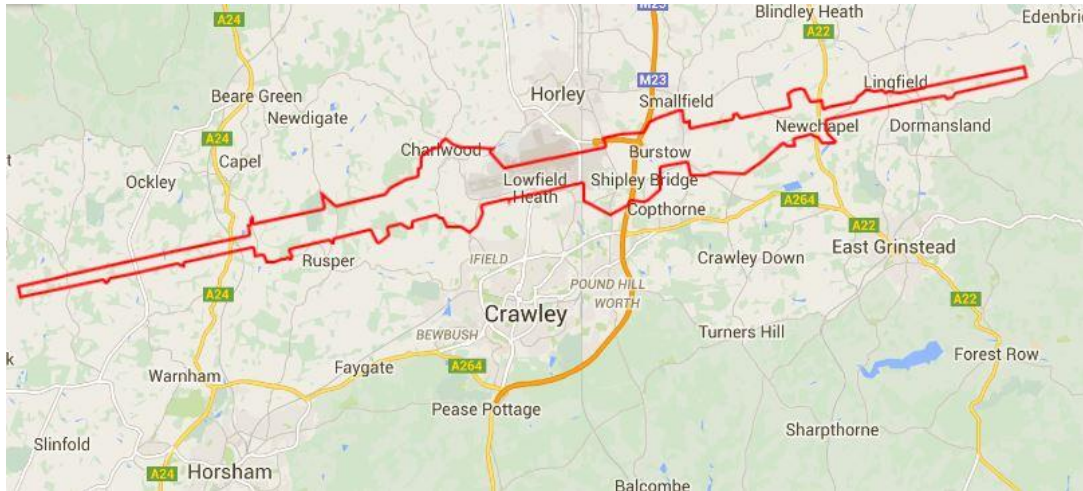 A24
M23
Blindley Heath
Edenbri
A22
M23
Lingfield
Horley
Smallfield
Beare Green
Newdigate
Newchapel
Dormansland
A24
Charlwood
Burstow
Capel
Ockley
Lowfield
Heath
Shipley Bridge
A264
Copthorne
A22
East Grinstead
Rusper
IFIELD
Crawley Down
A24
POUND HILL
WORTH
A22
Crawley
BEWBUSH
Turners Hill
k
Faygate
A264
Forest Row
Warnham
Pease Pottage
Sharpthorne
Slinfold
A24
Horsham
Balcombe